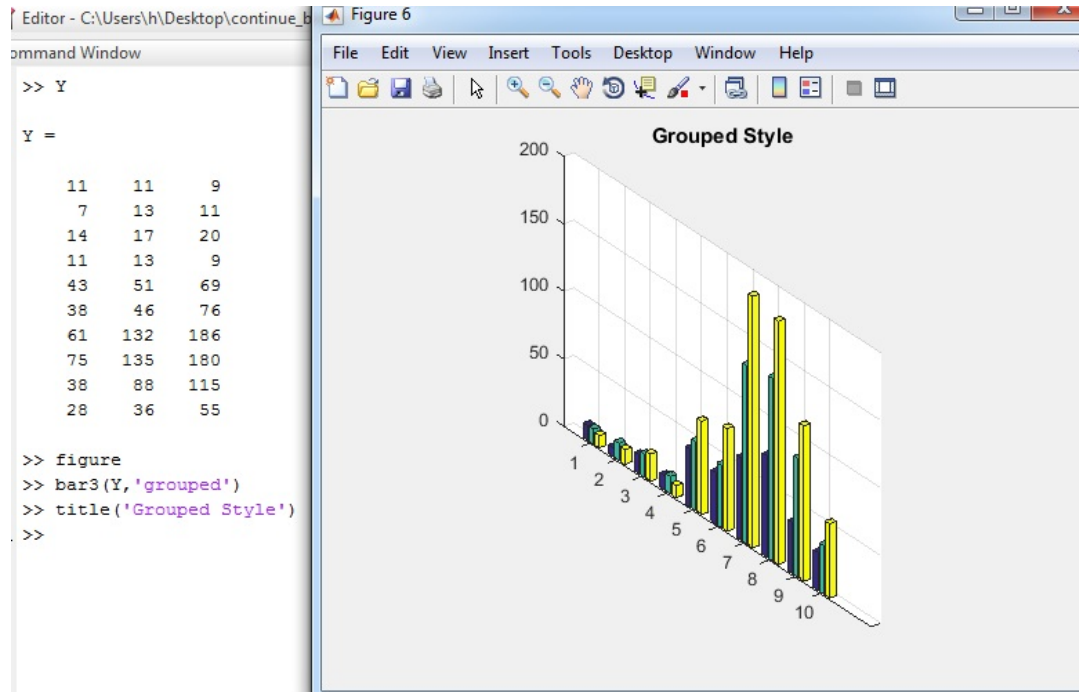 Editor - C:\Users\h\Desktop\continue_b
ommand Window
>> Y
Y =
11 11 9
7 13 11
14 17 20
11 13 9
43 51 69
38 46 76
61 132 186
75 135 180
38 88 115
28 36 55
>> figure
>> bar3(Y,'grouped')
>> title('Grouped Style')
>>
Figure 6
File Edit View Insert Tools Desktop Window Help
Grouped Style
200
150
100
50
0
1
2
3
4
5
6
7
8
9
10